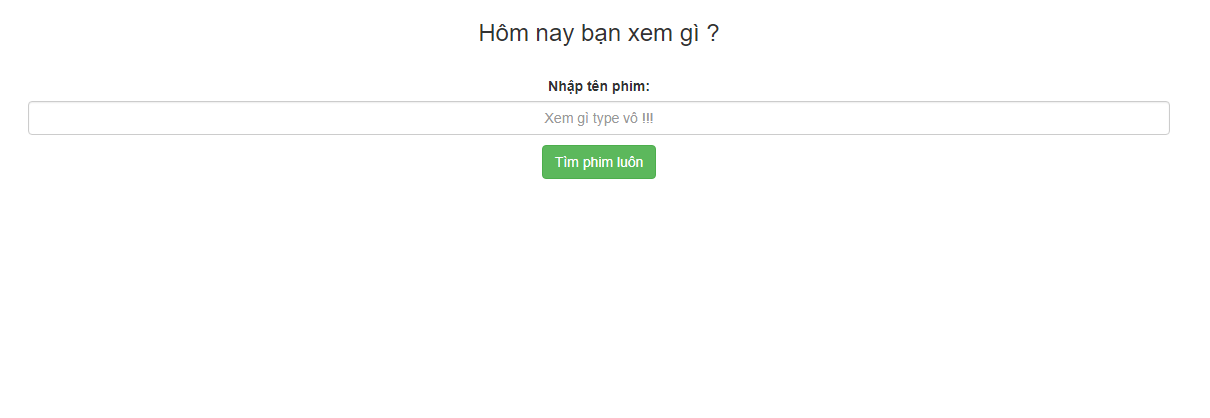 Hôm nay bạn xem gì ?
Nhập tên phim:
Xem gì type vô !!!
Tìm phim luôn